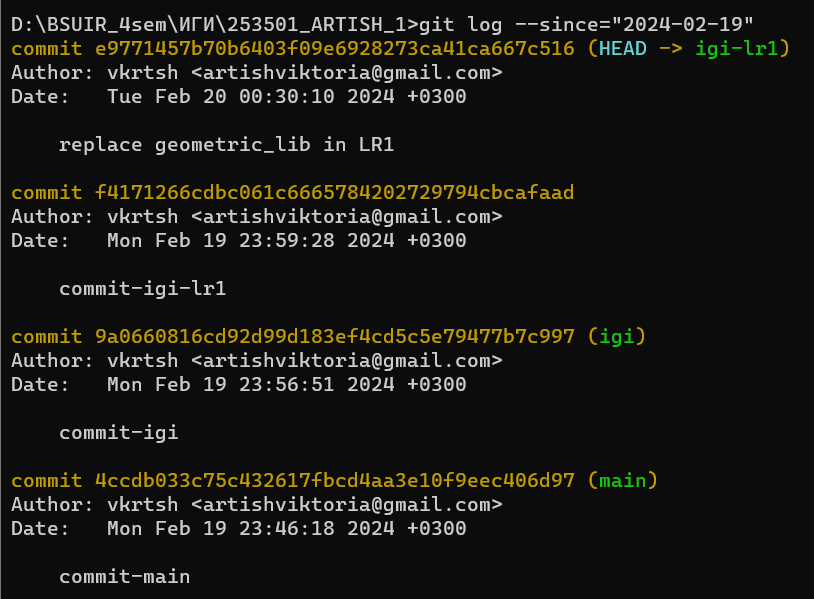 D:\BSUIR_4sem\ИГИ\253501_ARTISH_1>git log --since="2024-02-19"
commit e9771457b70b6403f09e6928273ca41ca667c516 (HEAD -> igi-lr1)
Author: vkrtsh <artishviktoria@gmail.com>
Date:   Tue Feb 20 00:30:10 2024 +0300
    replace geometric_lib in LR1
commit f4171266cdbc061c6665784202729794cbcafaad
Author: vkrtsh <artishviktoria@gmail.com>
Date:   Mon Feb 19 23:59:28 2024 +0300
    commit-igi-lr1
commit 9a0660816cd92d99d183ef4cd5c5e79477b7c997 (igi)
Author: vkrtsh <artishviktoria@gmail.com>
Date:   Mon Feb 19 23:56:51 2024 +0300
    commit-igi
commit 4ccdb033c75c432617fbcd4aa3e10f9eec406d97 (main)
Author: vkrtsh <artishviktoria@gmail.com>
Date:   Mon Feb 19 23:46:18 2024 +0300
    commit-main